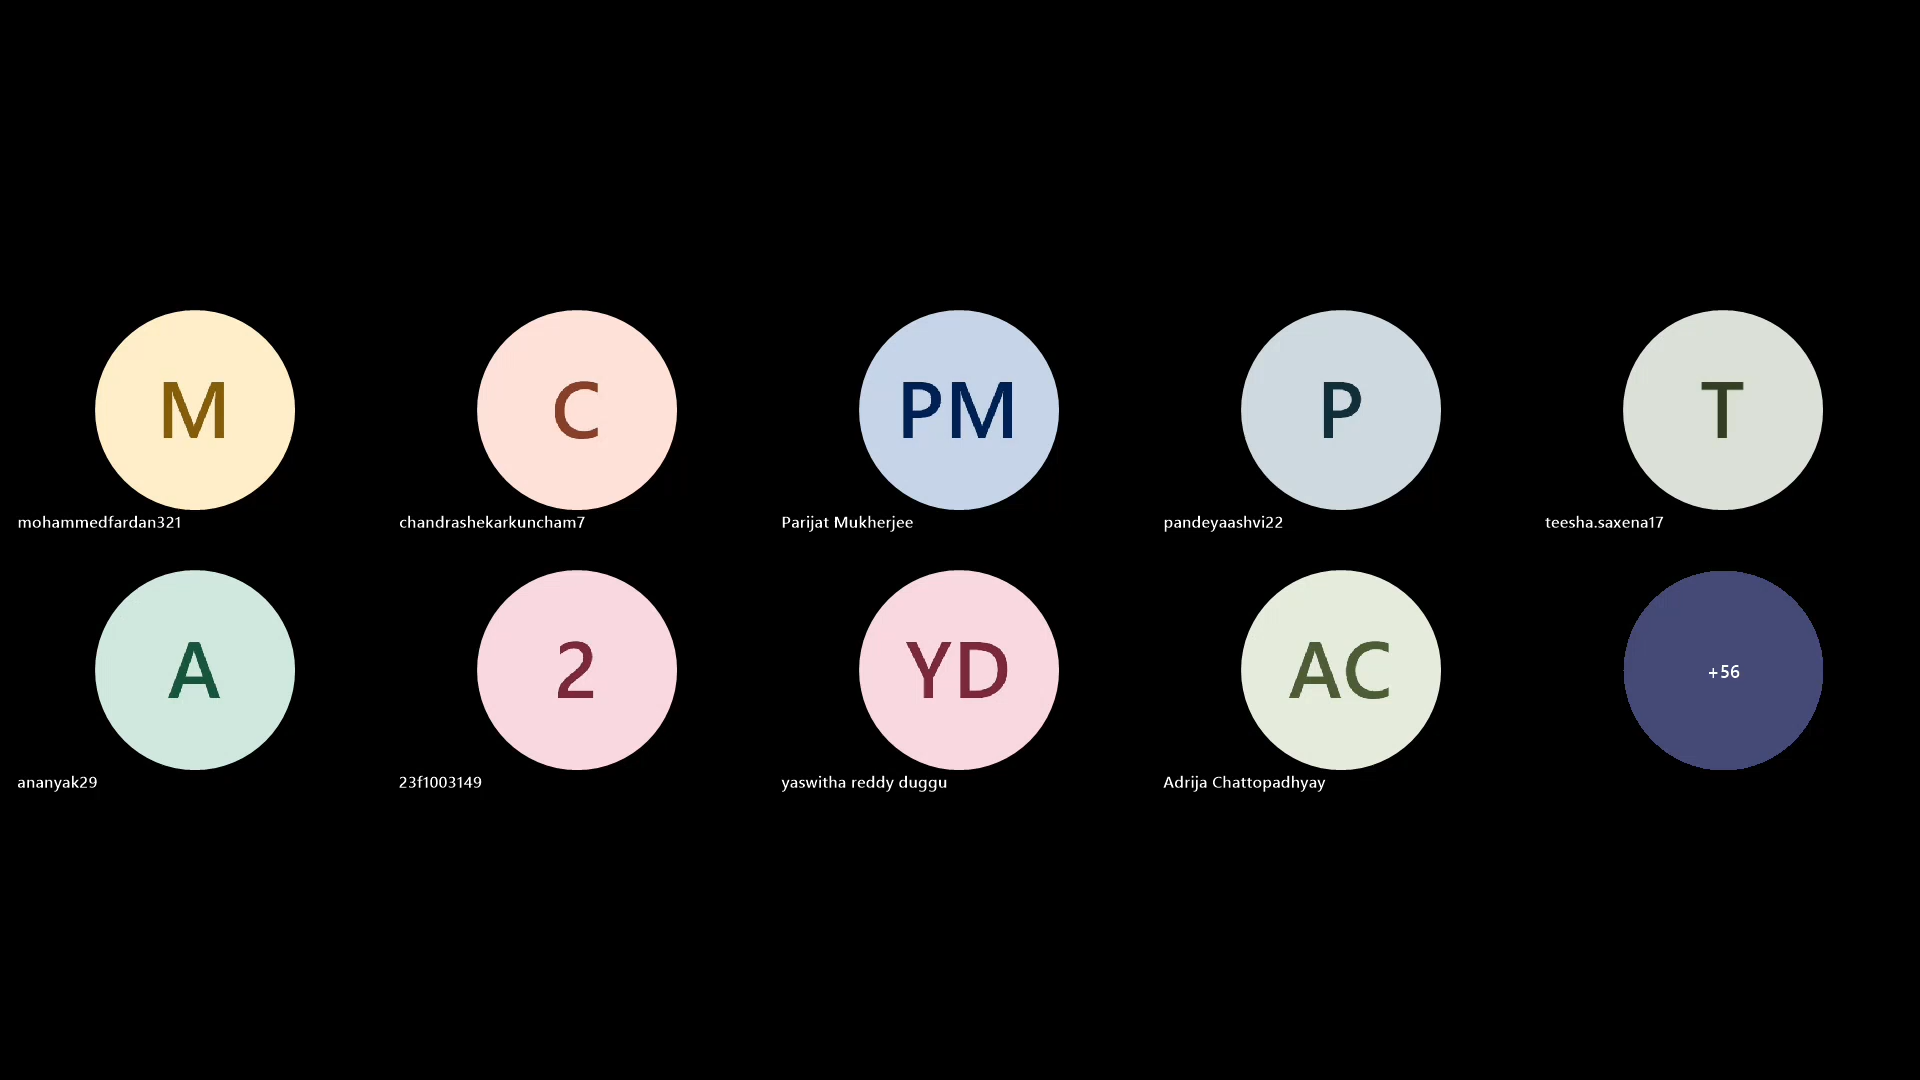 M
C
PM
P
T
mohammedfardan321
chandrashekarkuncham7
Parijat Mukherjee
pandeyaashvi22
teesha.saxena17
A
2
YD
AC
+56
ananyak29
23f1003149
yaswitha reddy duggu
Adrija Chattopadhyay